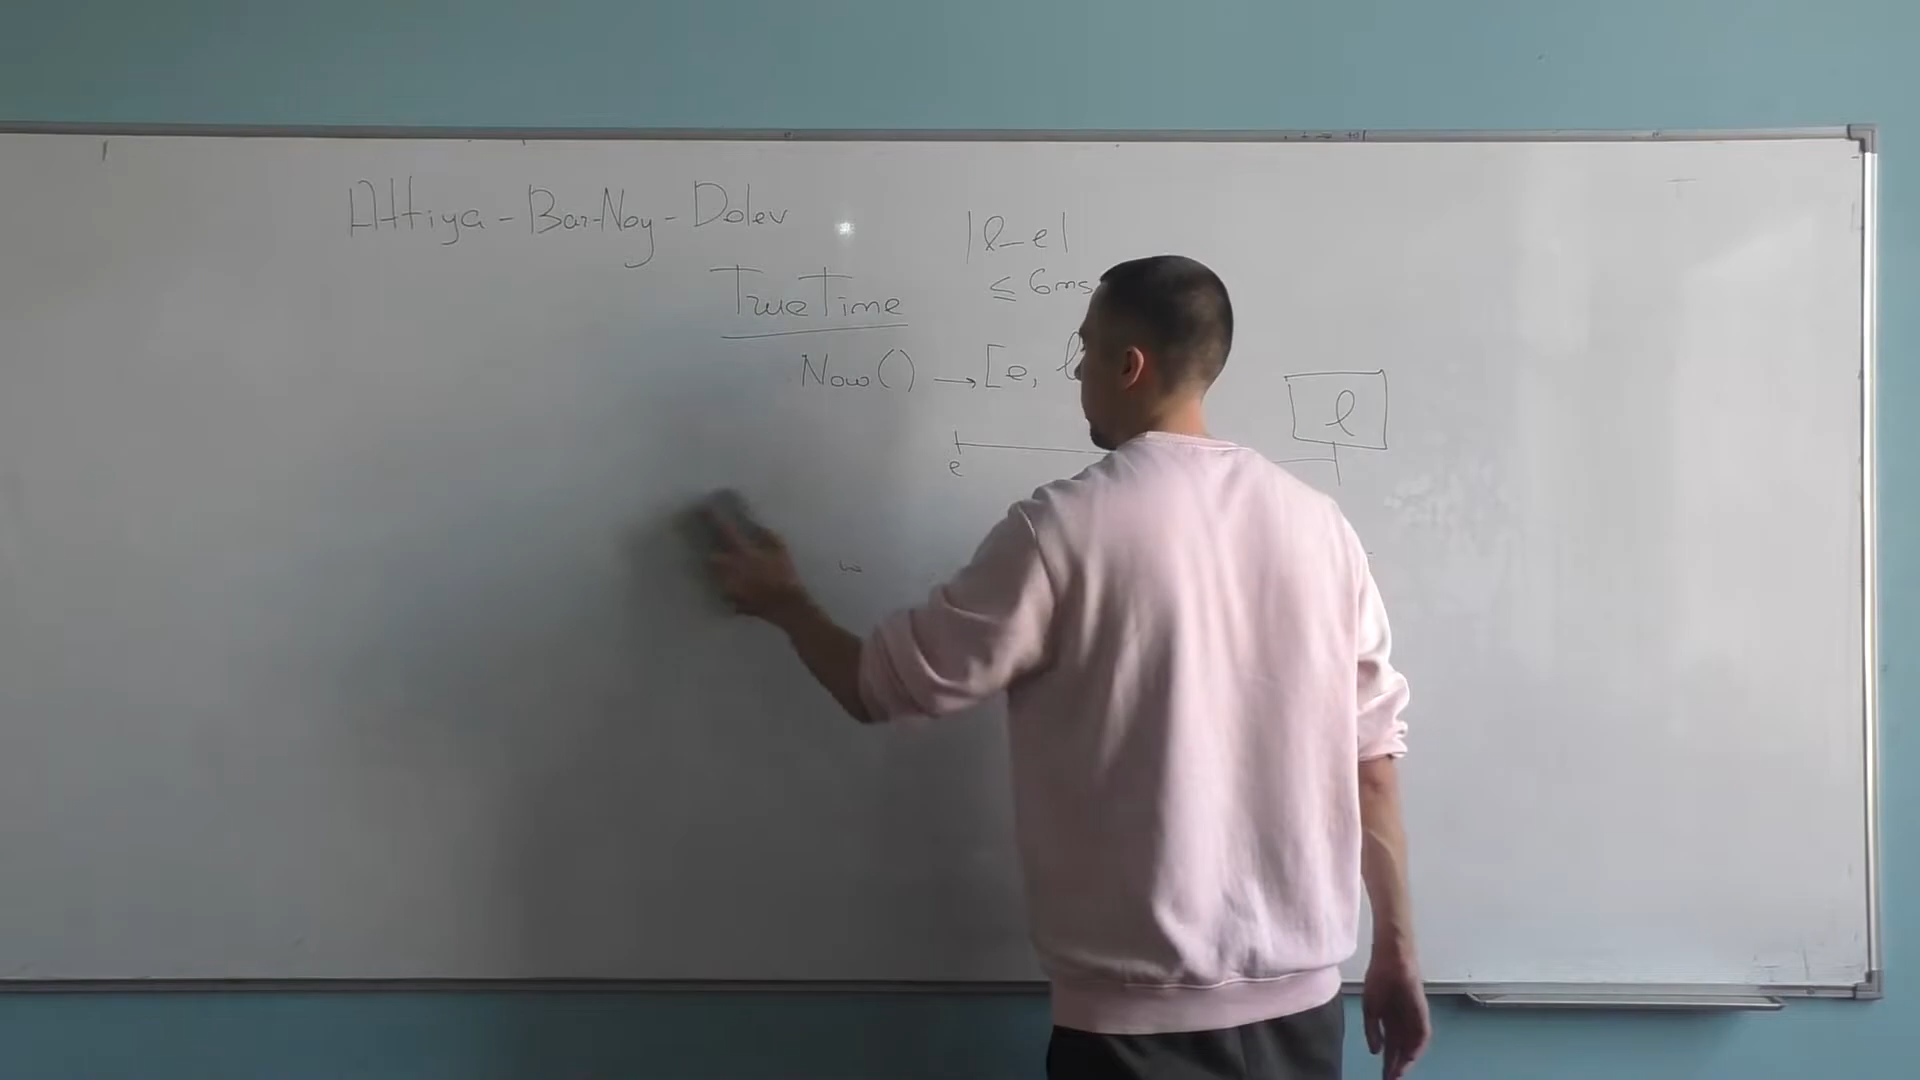 Attiya - Bar-Noy - Dolev
|l - e|
≤ 6ms
TrueTime
Now() → [e, l
l
e